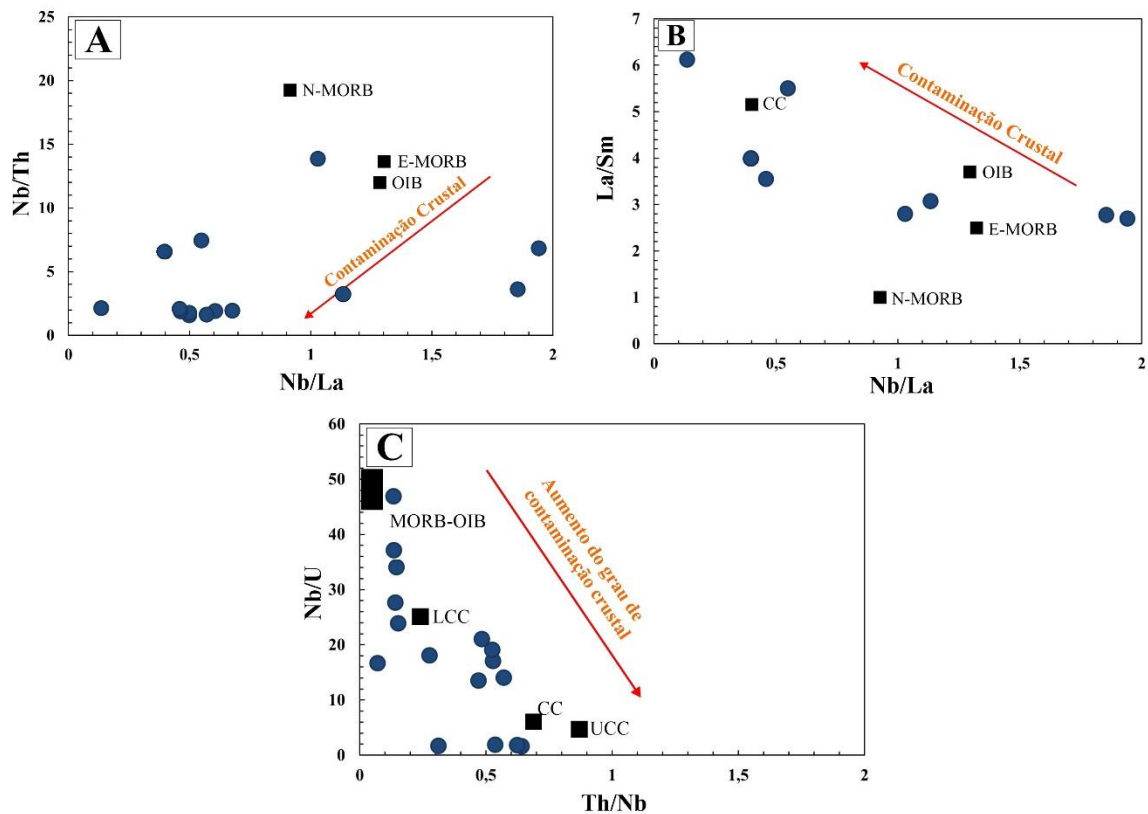 A
25
20
15
10
5
0
Nb/Th
N-MORB
E-MORB
OIB
Contaminação Crustal
0
0,5
1
1,5
2
Nb/La
B
7
6
5
4
3
2
1
0
La/Sm
Contaminação Crustal
CC
OIB
E-MORB
N-MORB
0
0,5
1
1,5
2
Nb/La
C
60
50
40
30
20
10
0
Nb/U
MORB-OIB
LCC
CC
UCC
Aumento do grau de
contaminação crustal
0
0,5
1
1,5
2
Th/Nb